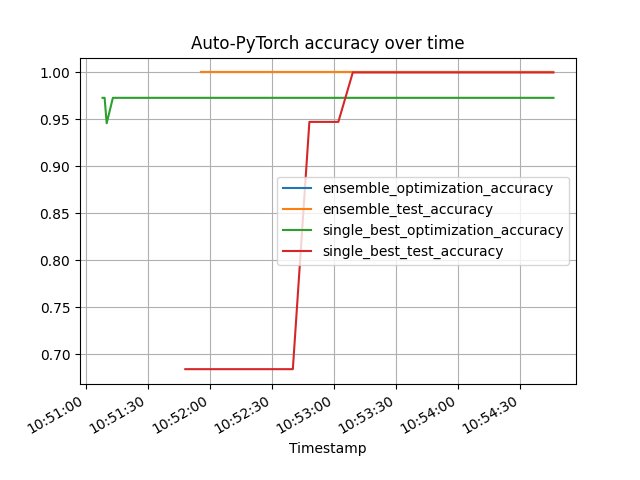 Auto-PyTorch accuracy over time
1.00
0.95
0.90
0.85
0.80
0.75
0.70
ensemble_optimization_accuracy
ensemble_test_accuracy
single_best_optimization_accuracy
single_best_test_accuracy
10:51:00
10:51:30
10:52:00
10:52:30
10:53:00
10:53:30
10:54:00
10:54:30
Timestamp